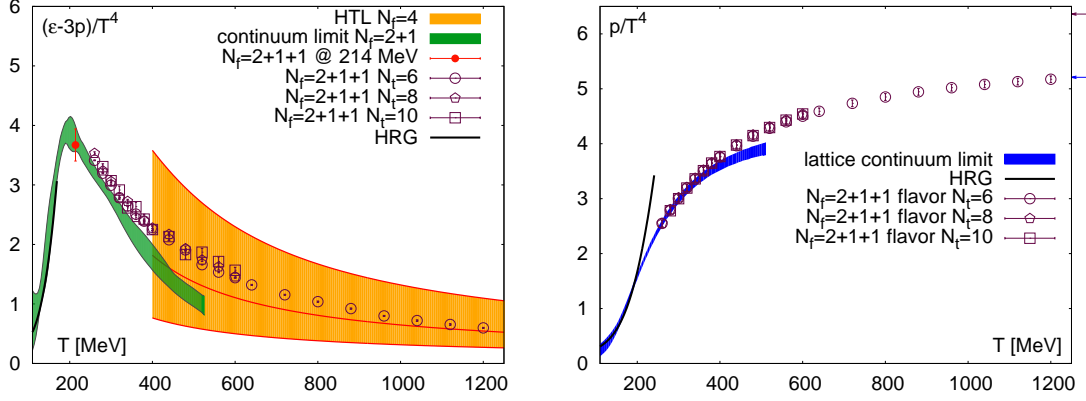 (ε-3p)/T⁴
HTL N_f=4
continuum limit N_f=2+1
N_f=2+1+1 @ 214 MeV
N_f=2+1+1 N_t=6
N_f=2+1+1 N_t=8
N_f=2+1+1 N_t=10
HRG
6
5
4
3
2
1
0
T [MeV]
200 400 600 800 1000 1200
p/T⁴
lattice continuum limit
HRG
N_f=2+1+1 flavor N_t=6
N_f=2+1+1 flavor N_t=8
N_f=2+1+1 flavor N_t=10
6
5
4
3
2
1
0
T [MeV]
200 400 600 800 1000 1200